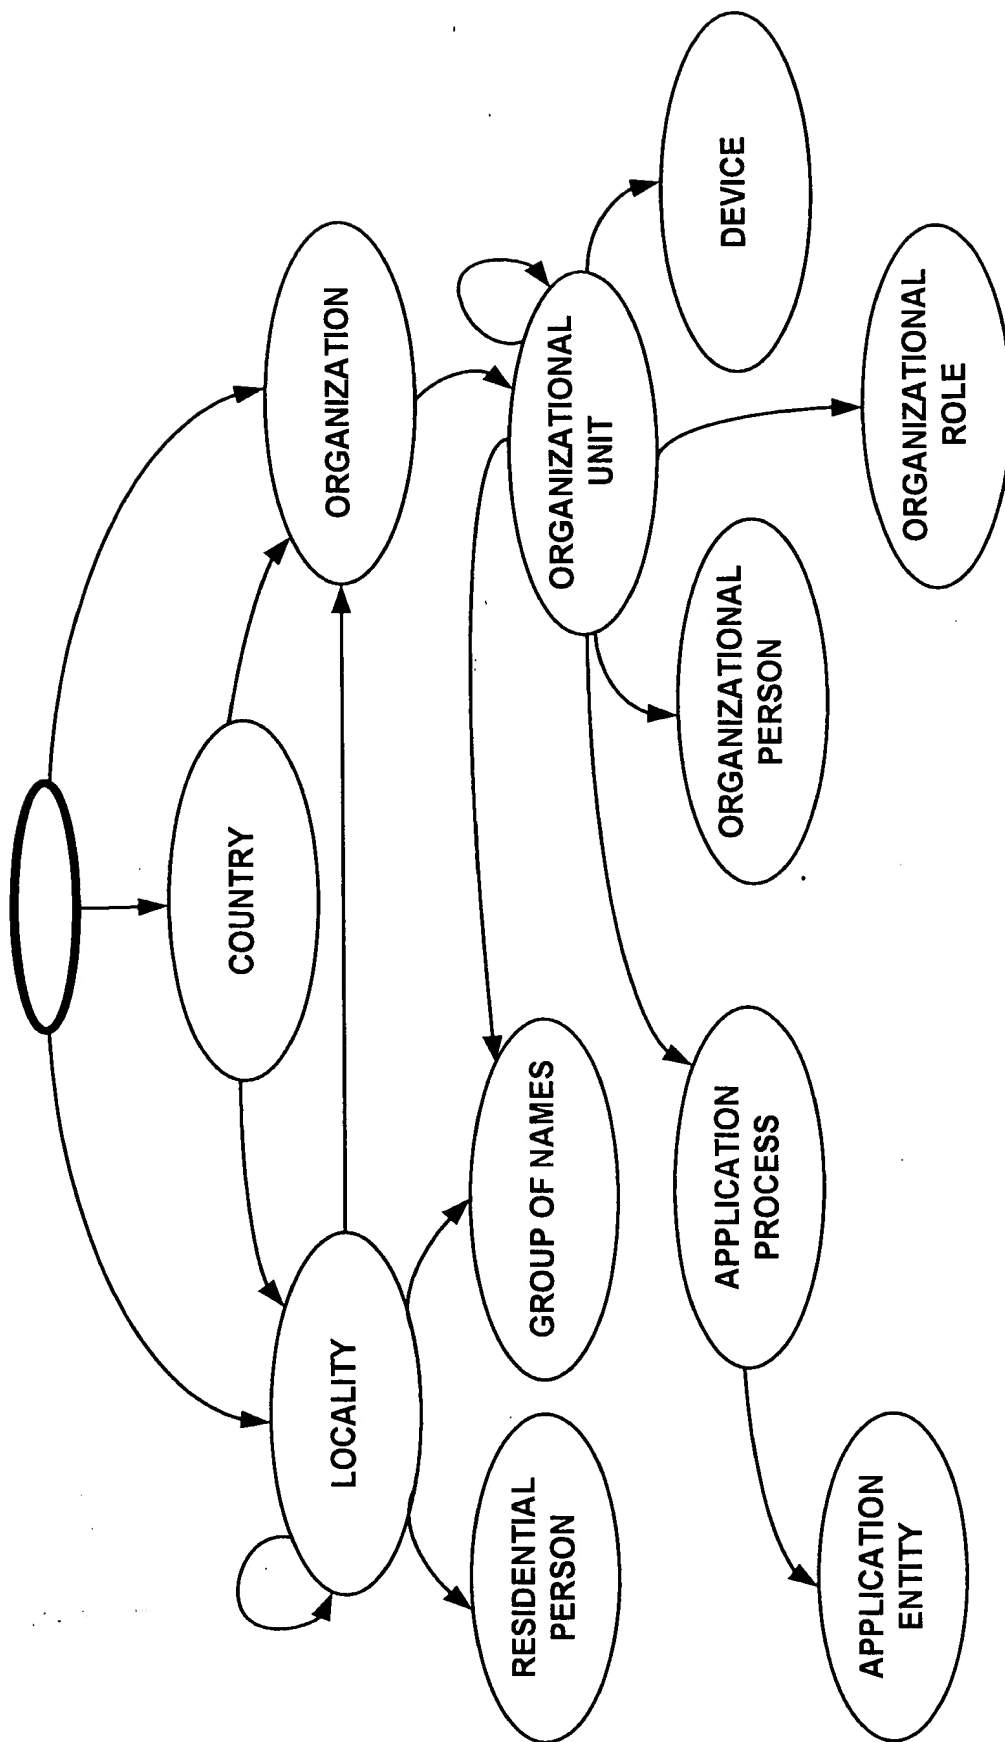 COUNTRY
LOCALITY
ORGANIZATION
RESIDENTIAL
PERSON
GROUP OF NAMES
ORGANIZATIONAL
UNIT
APPLICATION
ENTITY
APPLICATION
PROCESS
ORGANIZATIONAL
PERSON
DEVICE
ORGANIZATIONAL
ROLE